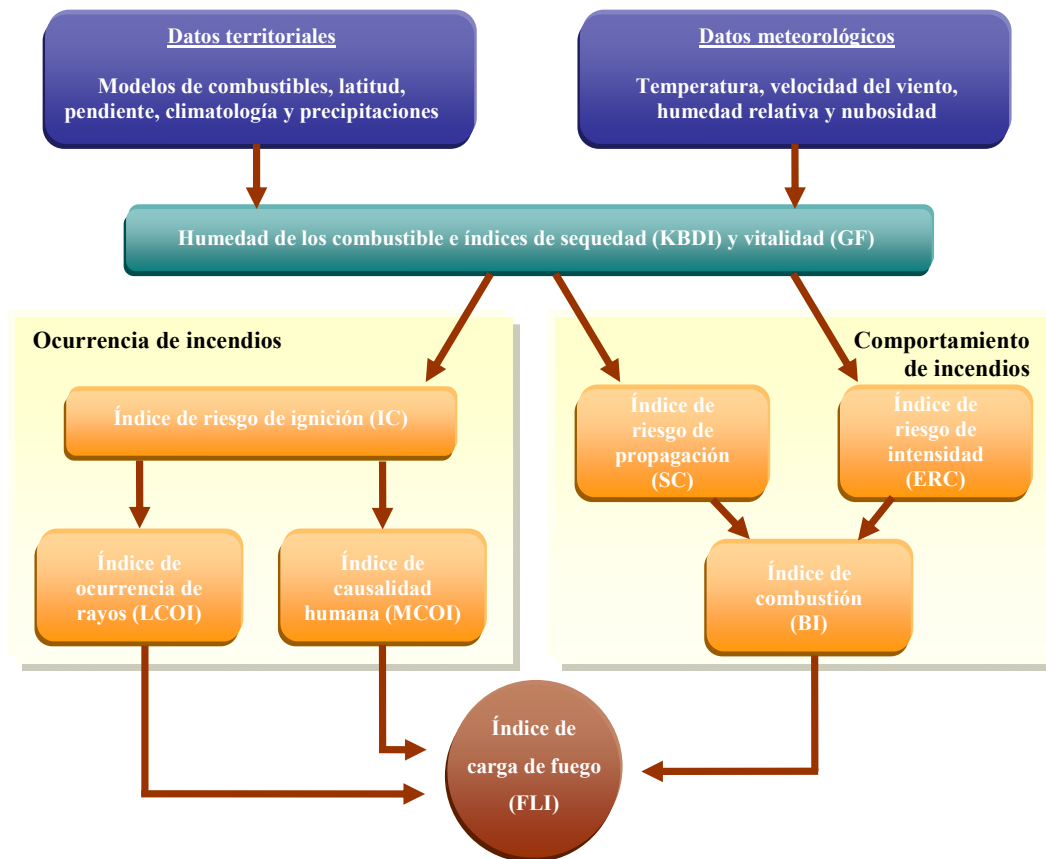 Datos territoriales
Modelos de combustibles, latitud,
pendiente, climatología y precipitaciones
Datos meteorológicos
Temperatura, velocidad del viento,
humedad relativa y nubosidad
Humedad de los combustible e índices de sequedad (KBDI) y vitalidad (GF)
Ocurrencia de incendios
Índice de riesgo de ignición (IC)
Índice de
ocurrencia de
rayos (LCOI)
Índice de
causalidad
humana (MCOI)
Comportamiento
de incendios
Índice de
riesgo de
propagación
(SC)
Índice de
riesgo de
intensidad
(ERC)
Índice de
combustión
(BI)
Índice de
carga de fuego
(FLI)